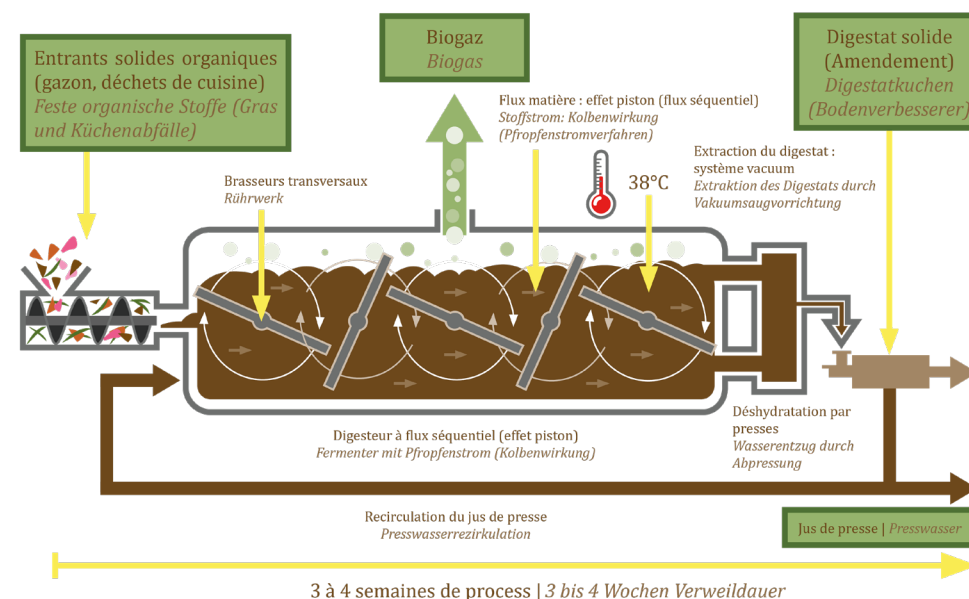 Entrants solides organiques
(gazon, déchets de cuisine)
Feste organische Stoffe (Gras
und Küchenabfälle)
Biogaz
Biogas
Digestat solide
(Amendement)
Digestatkuchen
(Bodenverbesserer)
Flux matière : effet piston (flux séquentiel)
Stoffstrom: Kolbenwirkung
(Pfropfenstromverfahren)
Brasseurs transversaux
Rührwerk
38°C
Extraction du digestat :
système vacuum
Extraktion des Digestats durch
Vakuumsaugvorrichtung
Digesteur à flux séquentiel (effet piston)
Fermenter mit Pfropfenstrom (Kolbenwirkung)
Déshydratation par
presses
Wasserentzug durch
Abpressung
Recirculation du jus de presse
Presswasserrezirkulation
Jus de presse | Presswasser
3 à 4 semaines de process | 3 bis 4 Wochen Verweildauer